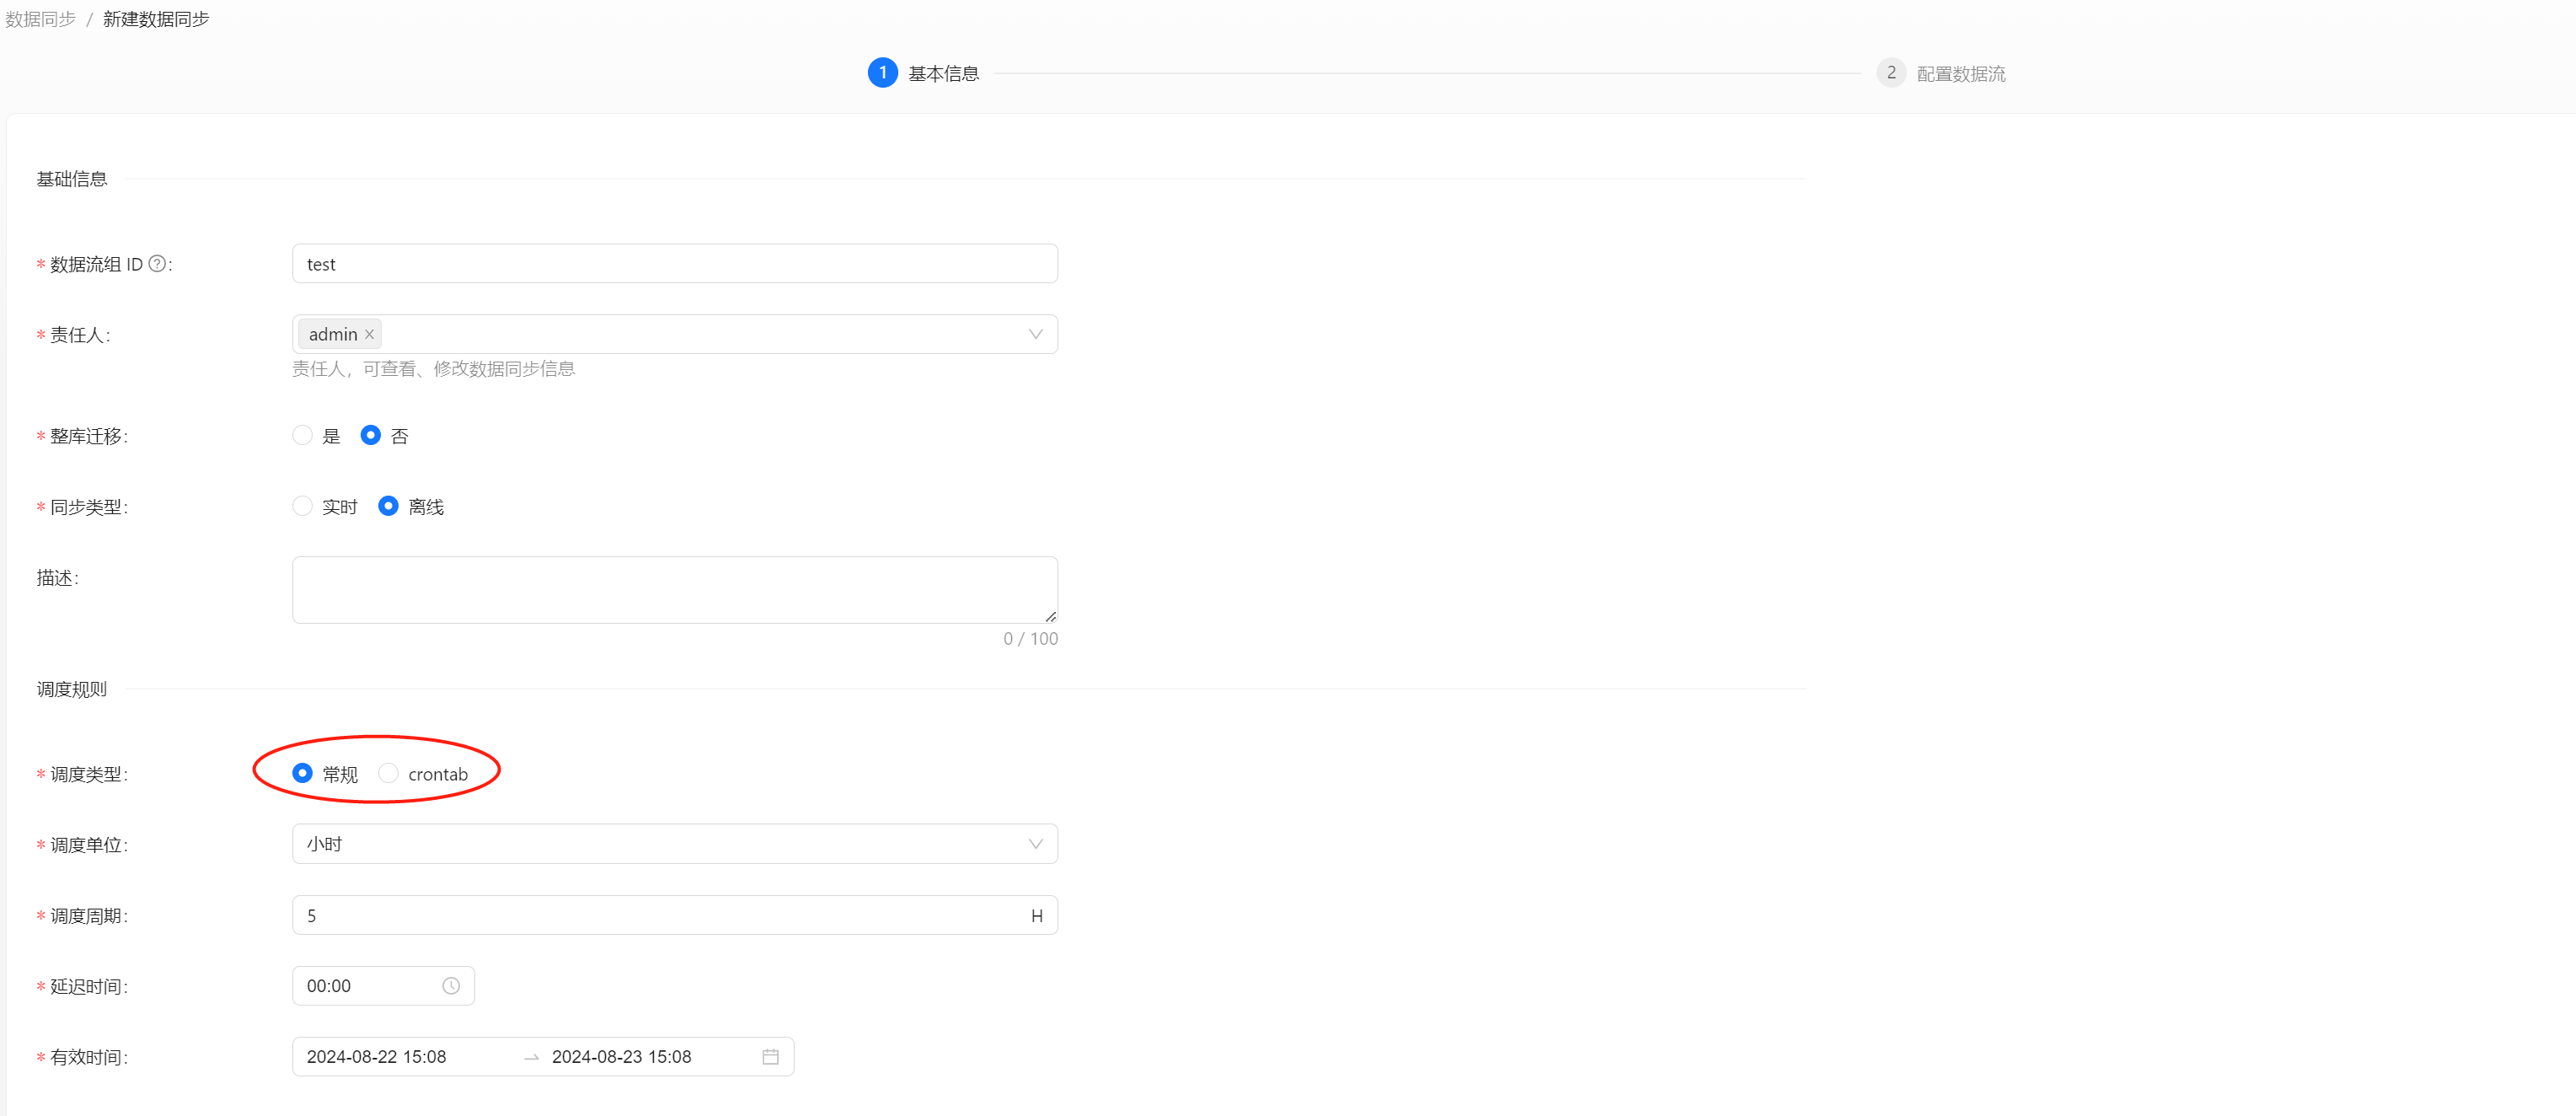 数据同步 / 新建数据同步
1 基本信息 2 配置数据流
基础信息
* 数据流组 ID ? : test
* 责任人: admin ×
责任人，可查看、修改数据同步信息
* 整库迁移: 是 否
* 同步类型: 实时 离线
描述:
0 / 100
调度规则
* 调度类型: 常规 crontab
* 调度单位: 小时
* 调度周期: 5 H
* 延迟时间: 00:00
* 有效时间: 2024-08-22 15:08 → 2024-08-23 15:08